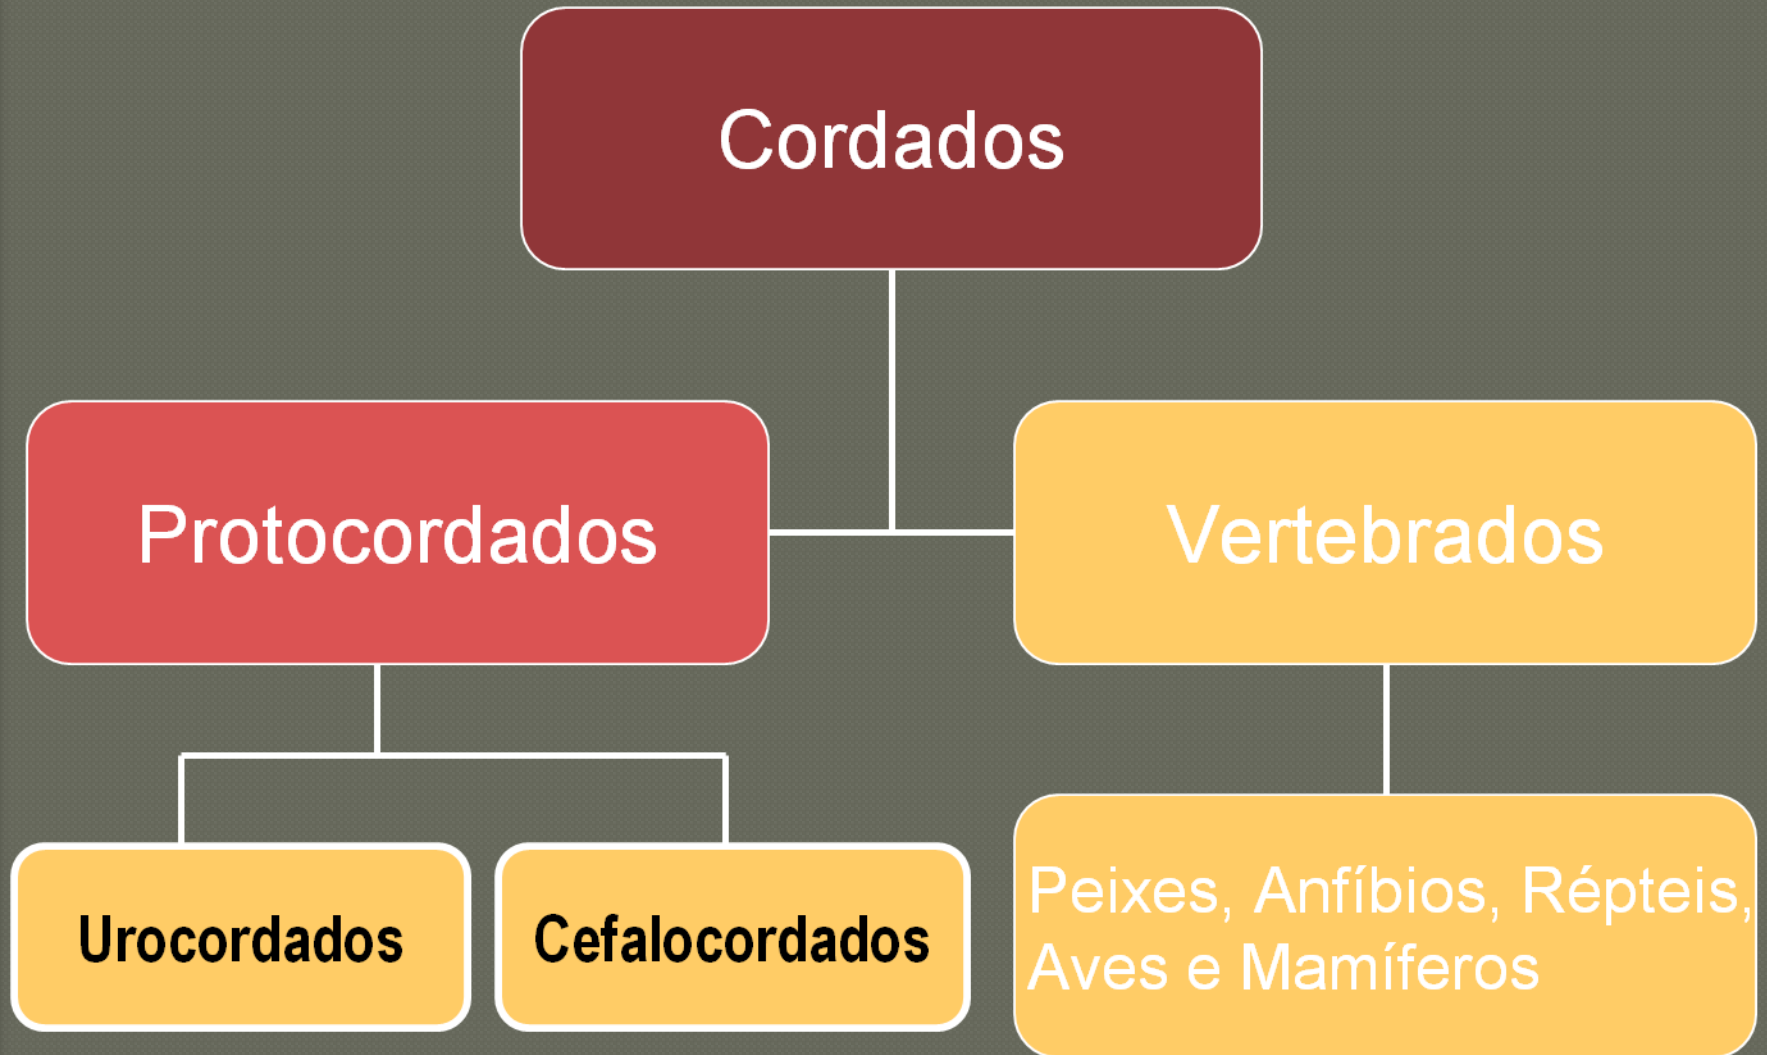 Cordados
Protocordados
Vertebrados
Urocordados
Cefalocordados
Peixes, Anfíbios, Répteis,
Aves e Mamíferos